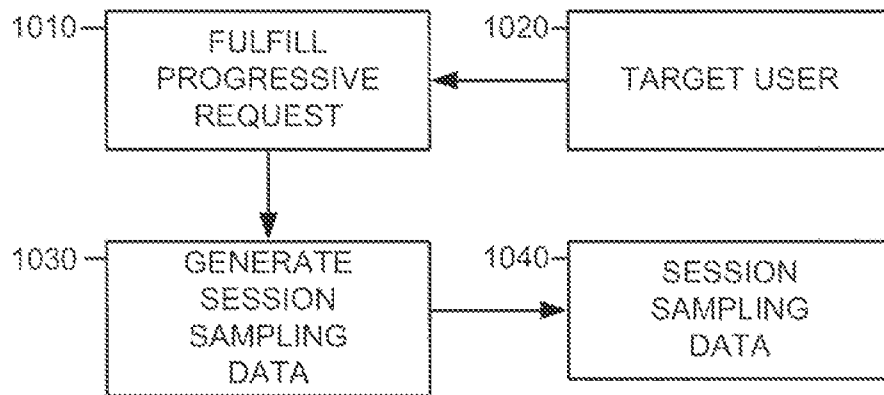 1010
FULFILL
PROGRESSIVE
REQUEST
1020
TARGET USER
1030
GENERATE
SESSION
SAMPLING
DATA
1040
SESSION
SAMPLING
DATA